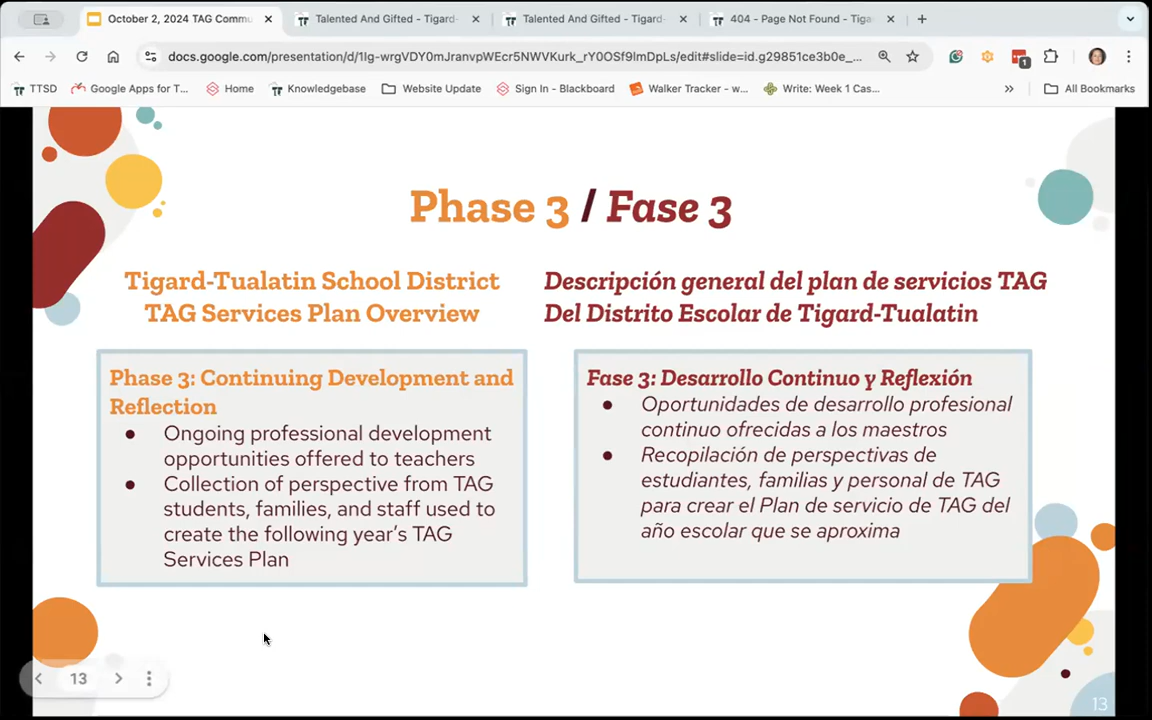 October 2, 2024 TAG Commu
Talented And Gifted - Tigard-
Talented And Gifted - Tigard-
404 - Page Not Found - Tiga
docs.google.com/presentation/d/1Ig-wrgVDY0mJranvpWEcr5NWVKurk_rY0OSf9lmDpLs/edit#slide=id.g29851ce3b0e_...
1
TTSD
Google Apps for T...
Home
Knowledgebase
Website Update
Sign In - Blackboard
Walker Tracker - w...
Write: Week 1 Cas...
All Bookmarks
Phase 3 / Fase 3
Tigard-Tualatin School District
TAG Services Plan Overview
Phase 3: Continuing Development and
Reflection
● Ongoing professional development
opportunities offered to teachers
● Collection of perspective from TAG
students, families, and staff used to
create the following year's TAG
Services Plan
Descripción general del plan de servicios TAG
Del Distrito Escolar de Tigard-Tualatin
Fase 3: Desarrollo Continuo y Reflexión
● Oportunidades de desarrollo profesional
continuo ofrecidas a los maestros
● Recopilación de perspectivas de
estudiantes, familias y personal de TAG
para crear el Plan de servicio de TAG del
año escolar que se aproxima
13
13